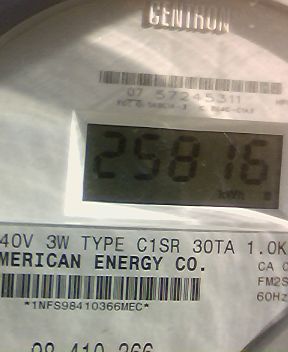 CENTRON
07 57245311
25816
kWh
40V 3W TYPE C1SR 30TA 1.0K
MERICAN ENERGY CO.
CA 
FM2S
60Hz
*1NFS98410366MEC*
98 410 366